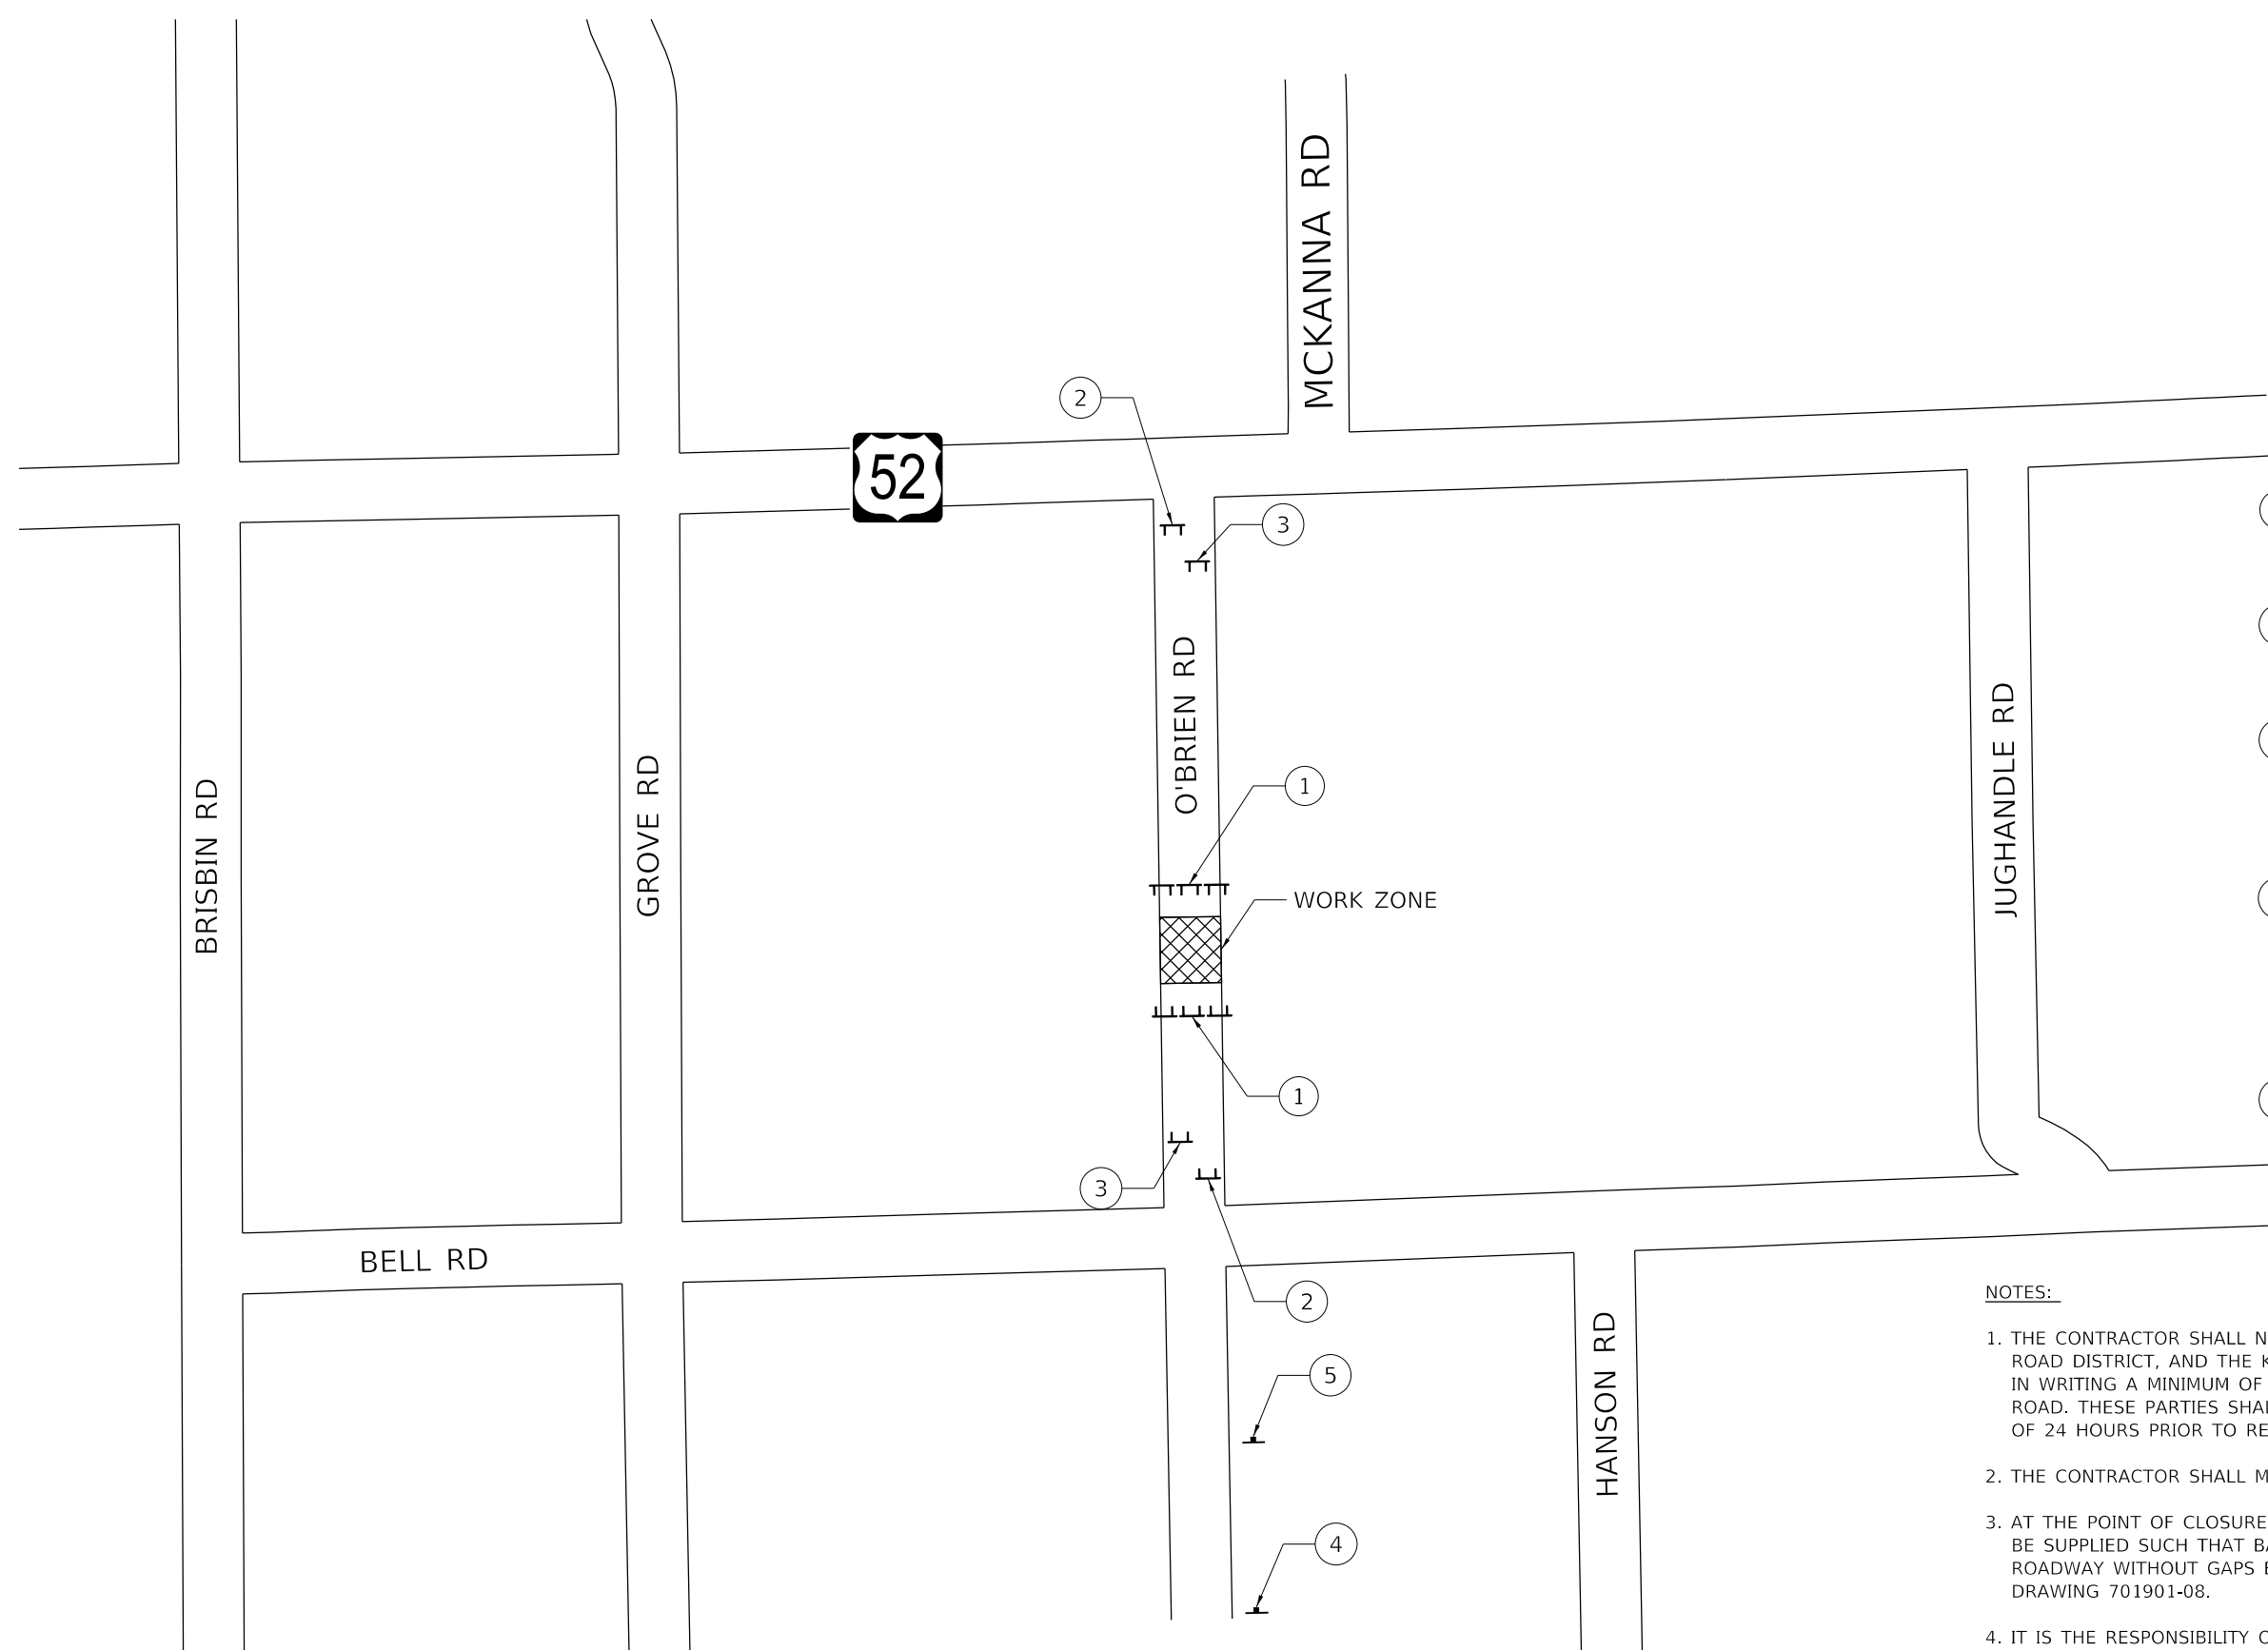 MCKANNA RD
2
52
3
O'BRIEN RD
JUGHANDLE RD
GROVE RD
BRISBIN RD
1
WORK ZONE
1
3
BELL RD
2
HANSON RD
5
4
NOTES:
1. THE CONTRACTOR SHALL
ROAD DISTRICT, AND THE
IN WRITING A MINIMUM OF
ROAD. THESE PARTIES
OF 24 HOURS PRIOR TO
2. THE CONTRACTOR SHALL
3. AT THE POINT OF CLOSURE
BE SUPPLIED SUCH THAT
ROADWAY WITHOUT GAPS
DRAWING 701901-08.
4. IT IS THE RESPONSIBILITY